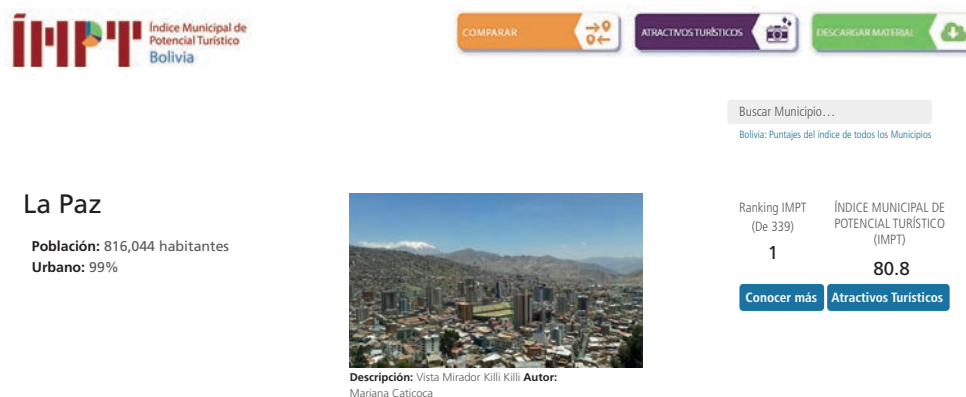 ÍMPT
Índice Municipal de
Potencial Turístico
Bolivia
COMPARAR
ATRACTIVOS TURÍSTICOS
DESCARGAR MATERIAL
Buscar Municipio…
Bolivia: Puntajes del índice de todos los Municipios
La Paz
Población: 816,044 habitantes
Urbano: 99%
Descripción: Vista Mirador Killi Killi Autor:
Mariana Caticoca
Ranking IMPT
(De 339)
1
ÍNDICE MUNICIPAL DE
POTENCIAL TURÍSTICO
(IMPT)
80.8
Conocer más
Atractivos Turísticos